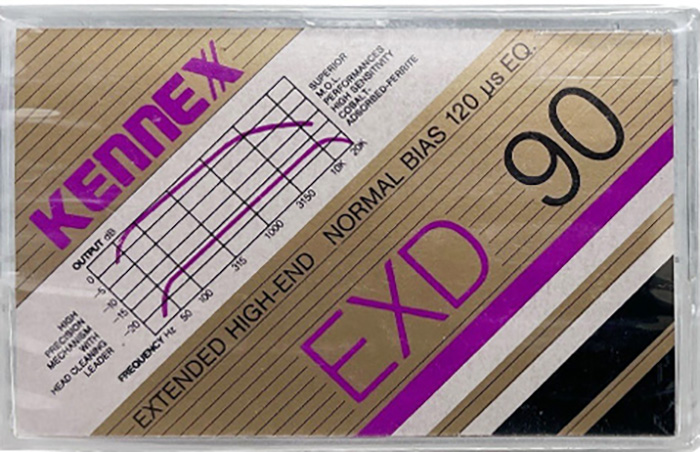 KENNEX
SUPERIOR
M.O.L.
PERFORMANCES
HIGH SENSITIVITY
COBALT-
ADSORBED-FERRITE
OUTPUT dB
0
-5
-10
-15
-20
FREQUENCY Hz 50 100 315 1000 3150 10K 20K
HIGH
PRECISION
MECHANISM
WITH
HEAD CLEANING
LEADER
EXTENDED HIGH-END NORMAL BIAS 120 µs EQ.
EXD 90